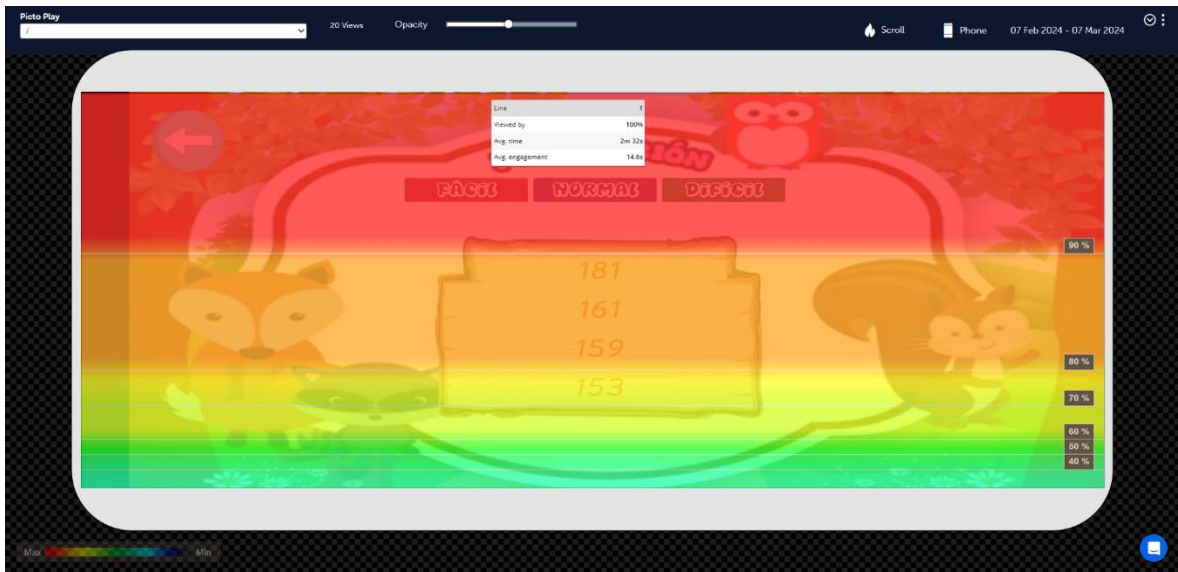 Picto Play
/
20 Views
Opacity
Scroll
Phone
07 Feb 2024 - 07 Mar 2024
Line 1
Viewed by 100%
Avg. time 2m 32s
Avg. engagement 14.6s
FÁCIL NORMAL DIFÍCIL
90 %
181
161
159
80 %
153
70 %
60 %
50 %
40 %
Max
Min